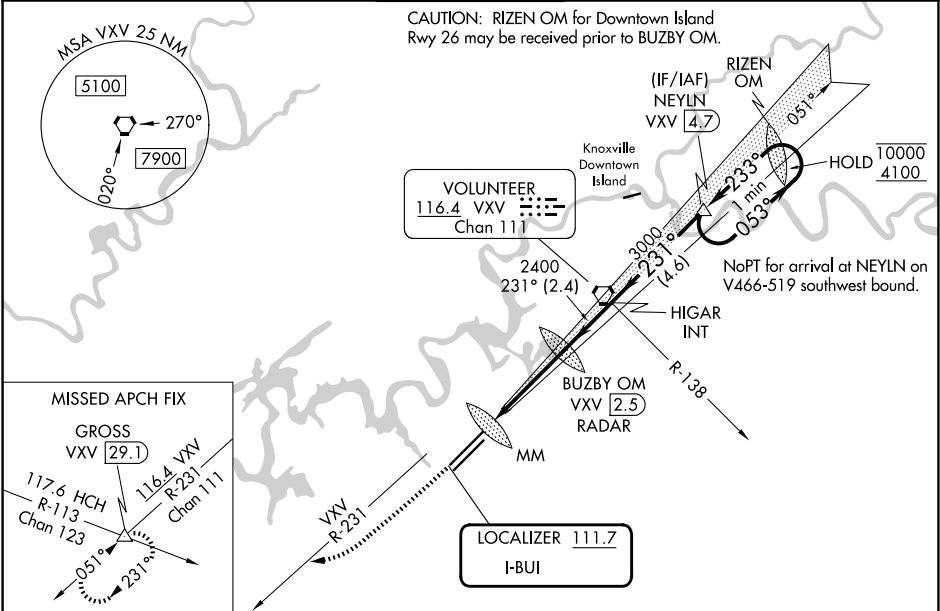 CAUTION: RIZEN OM for Downtown Island
Rwy 26 may be received prior to BUZBY OM.
MSA VXV 25 NM
5100
270°
7900
020°
RIZEN
OM
(IF/IAF)
NEYLN
VXV 4.7
051°
Knoxville
Downtown
Island
HOLD
10000
4100
233°
1 min
053°
VOLUNTEER
116.4 VXV
Chan 111
3000
231°
(4.6)
NoPT for arrival at NEYLN on
V466-519 southwest bound.
2400
231° (2.4)
HIGAR
INT
R-138
BUZBY OM
VXV 2.5
RADAR
MM
VXV
R-231
LOCALIZER 111.7
I-BUI
MISSED APCH FIX
GROSS
VXV 29.1
117.6 HCH
R-113
Chan 123
116.4 VXV
R-231
Chan 111
051°
231°